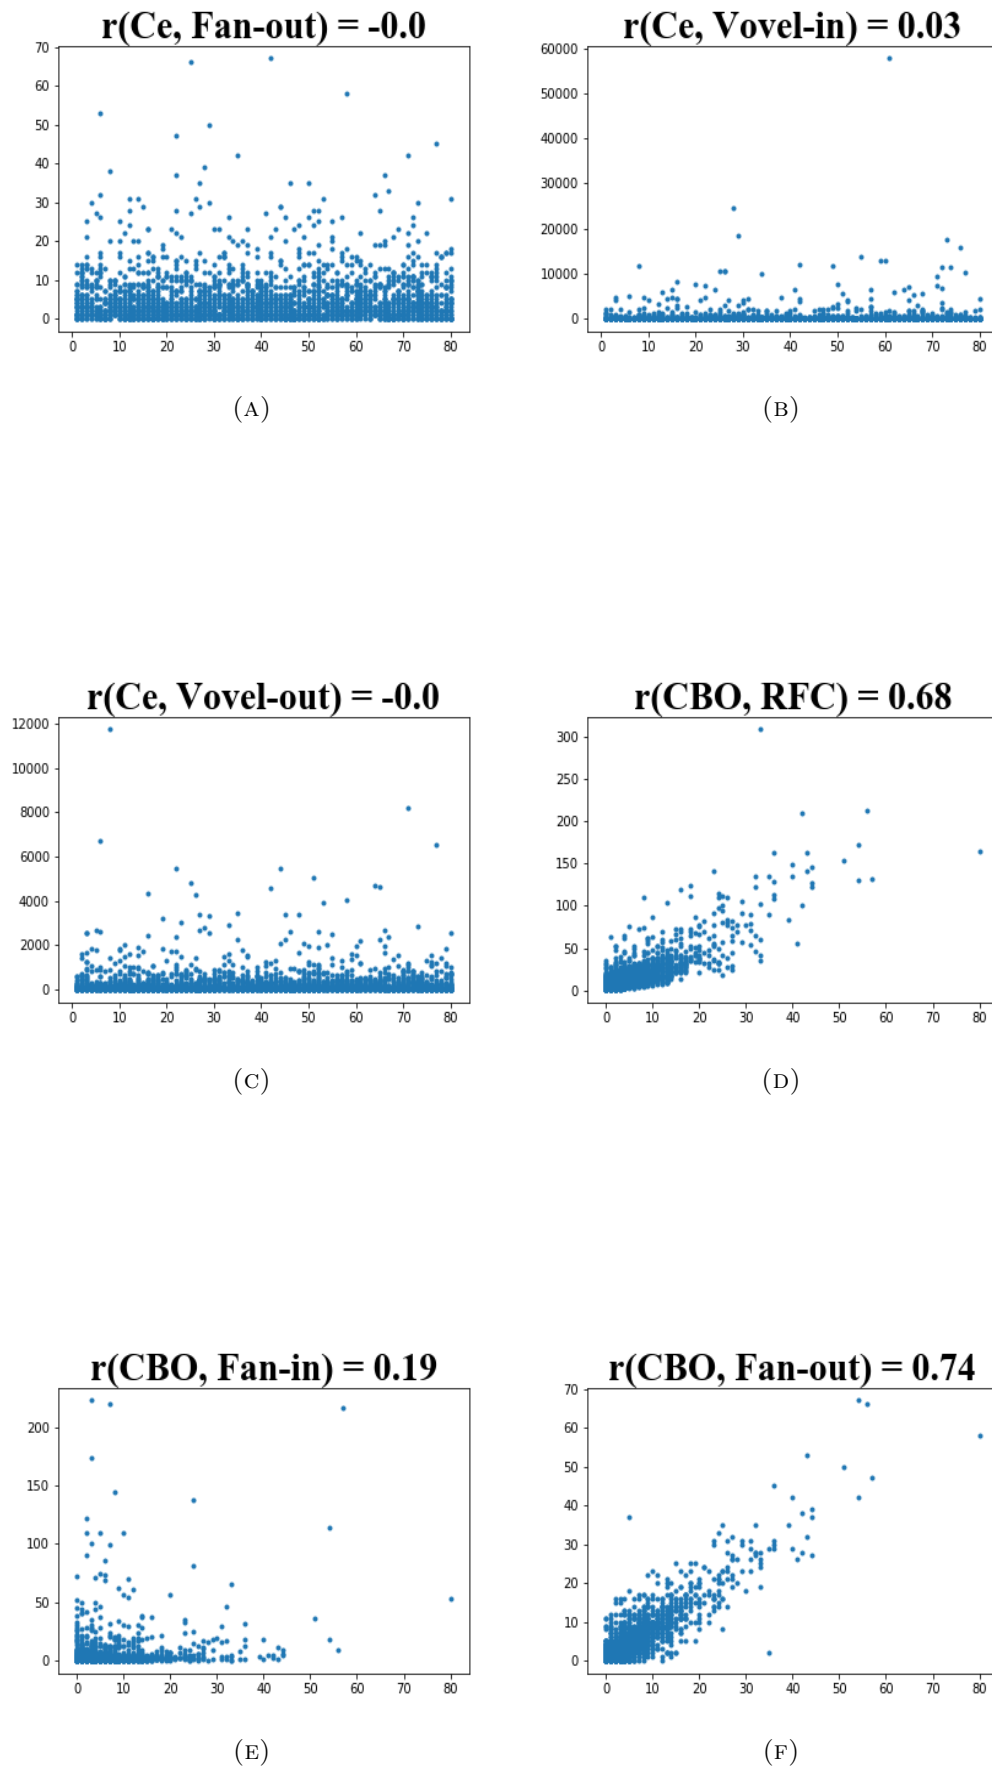 r(Ce, Fan-out) = -0.0
70
60
50
40
30
20
10
0
0 10 20 30 40 50 60 70 80
(A)
r(Ce, Vovel-in) = 0.03
60000
50000
40000
30000
20000
10000
0
0 10 20 30 40 50 60 70 80
(B)
r(Ce, Vovel-out) = -0.0
12000
10000
8000
6000
4000
2000
0
0 10 20 30 40 50 60 70 80
(C)
r(CBO, RFC) = 0.68
300
250
200
150
100
50
0
0 10 20 30 40 50 60 70 80
(D)
r(CBO, Fan-in) = 0.19
200
150
100
50
0
0 10 20 30 40 50 60 70 80
(E)
r(CBO, Fan-out) = 0.74
70
60
50
40
30
20
10
0
0 10 20 30 40 50 60 70 80
(F)